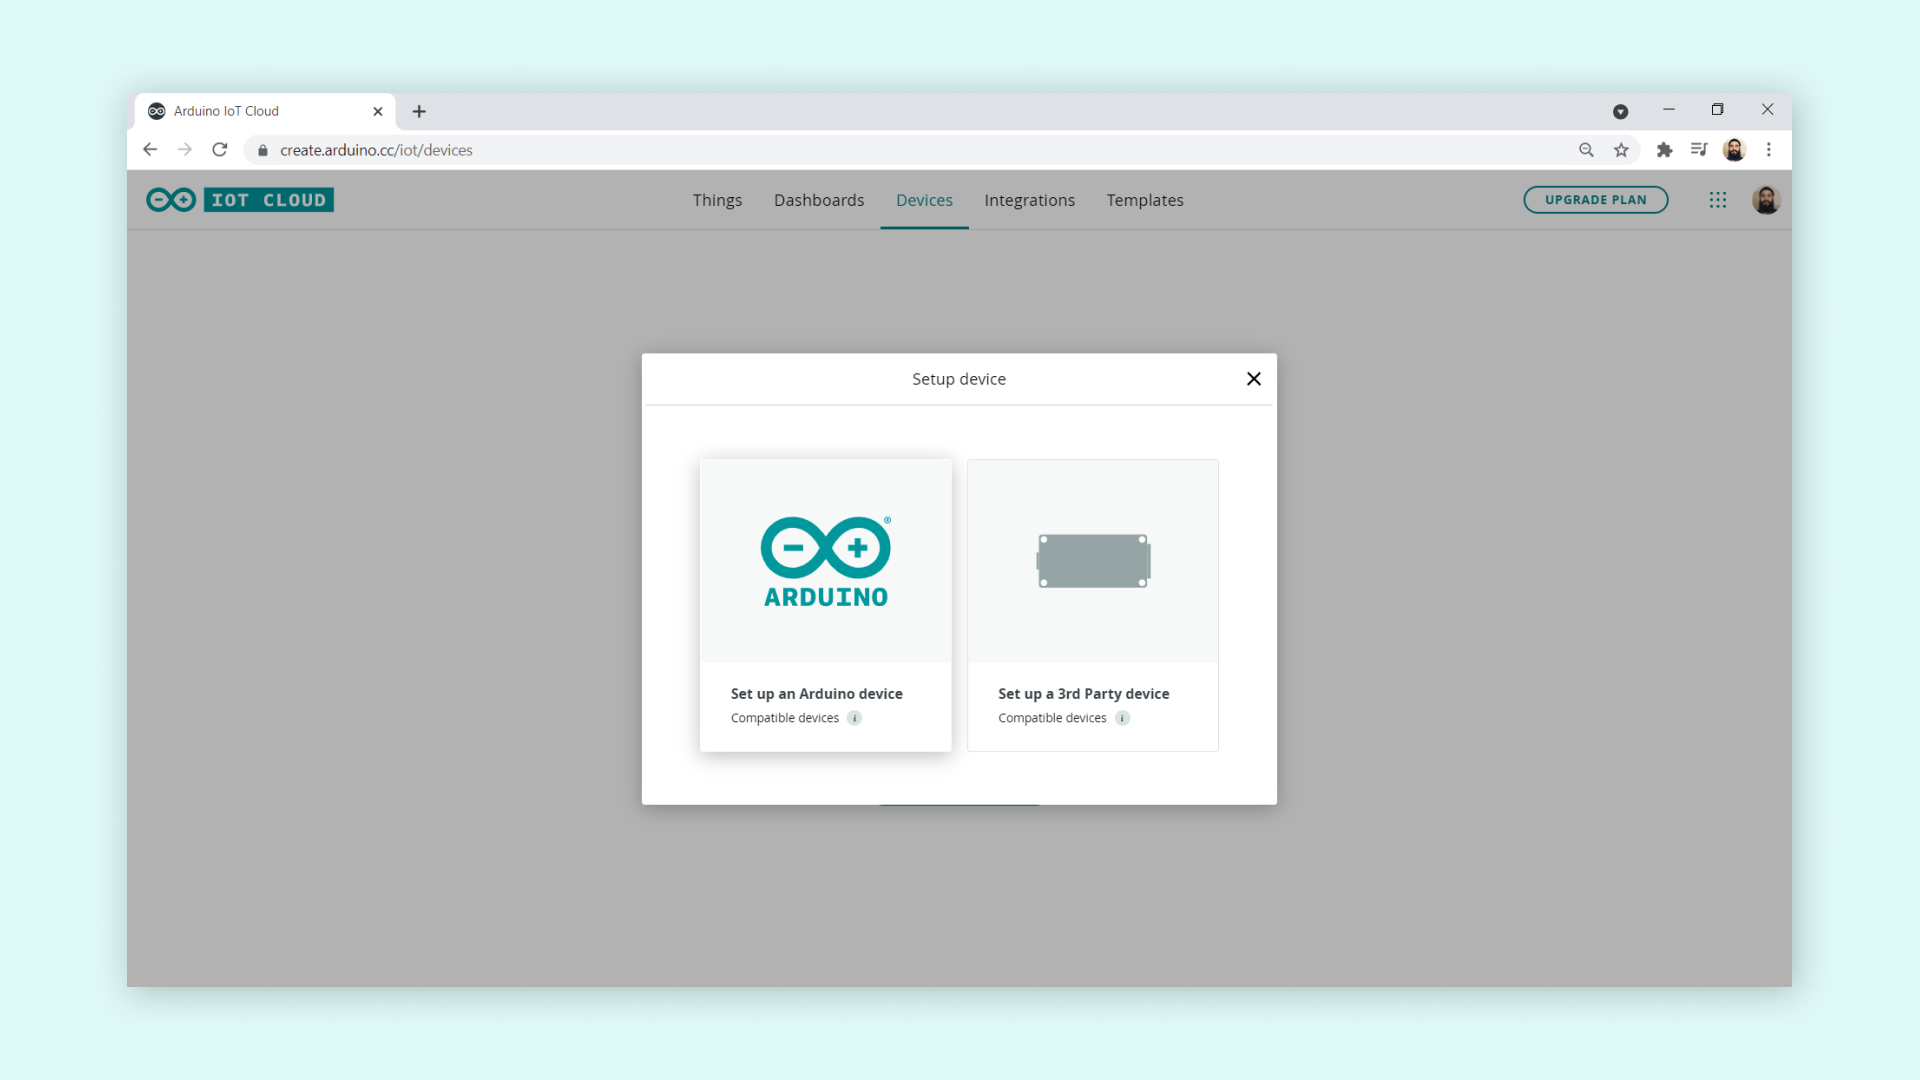 Arduino IoT Cloud
create.arduino.cc/iot/devices
IOT CLOUD
Things Dashboards Devices Integrations Templates
UPGRADE PLAN
Setup device
ARDUINO
®
Set up an Arduino device
Compatible devices i
Set up a 3rd Party device
Compatible devices i